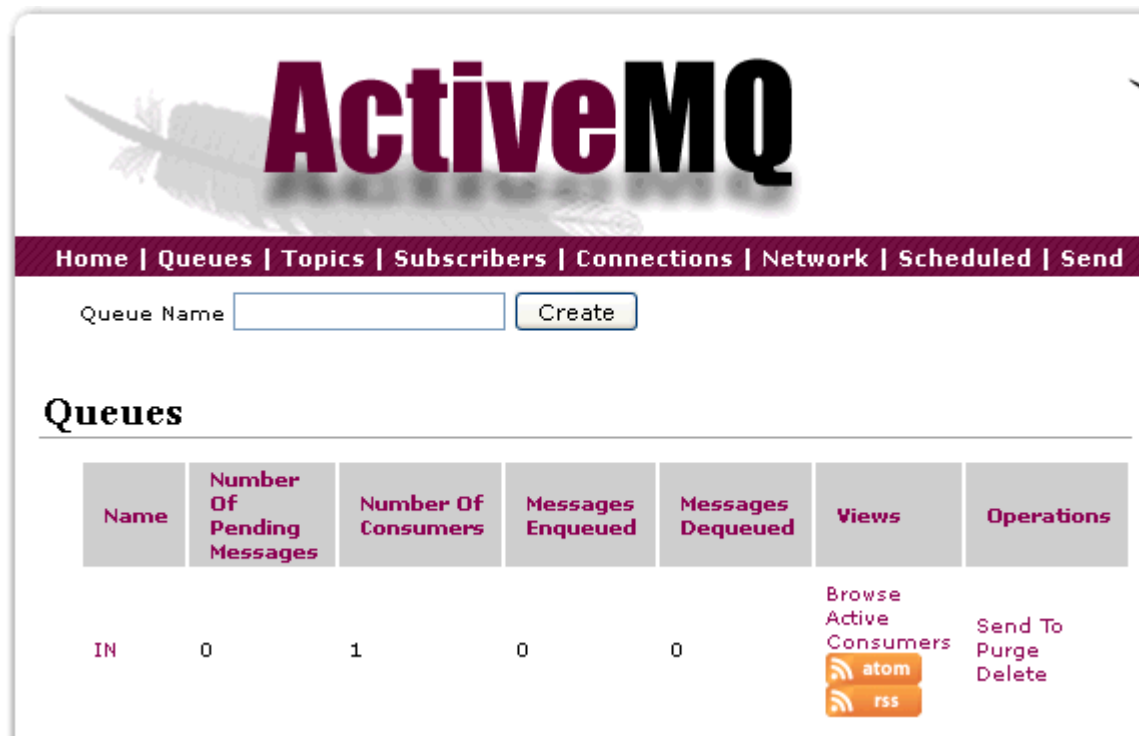 ActiveMQ
Home | Queues | Topics | Subscribers | Connections | Network | Scheduled | Send
Queue Name Create
Queues
Name Number Of Pending Messages Number Of Consumers Messages Enqueued Messages Dequeued Views Operations
IN 0 1 0 0
Browse
Active
Consumers
atom
rss
Send To
Purge
Delete